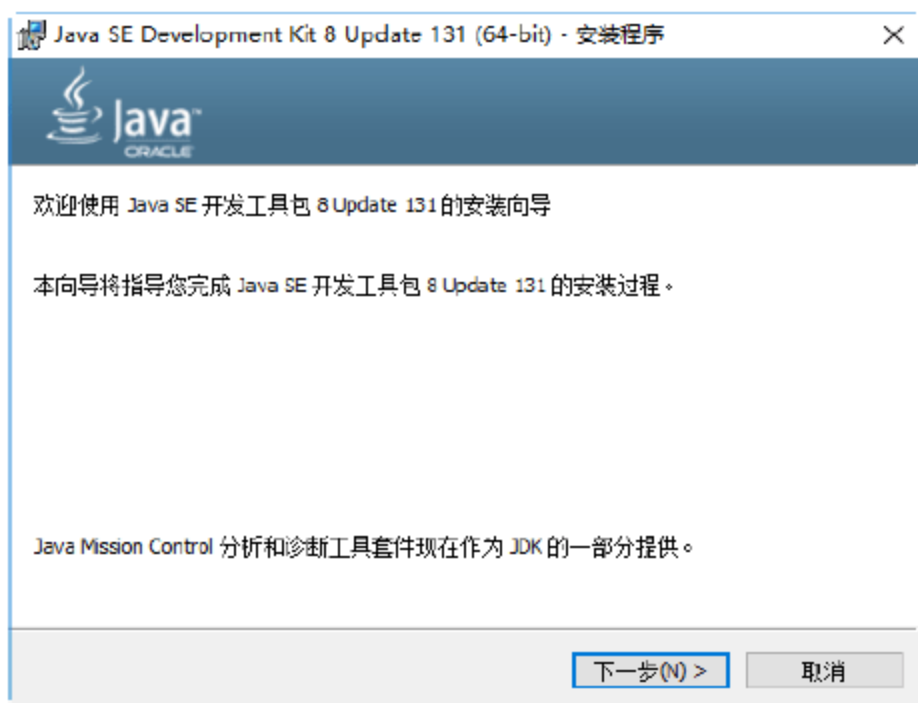 Java SE Development Kit 8 Update 131 (64-bit) - 安装程序
Java™
ORACLE
欢迎使用 Java SE 开发工具包 8 Update 131 的安装向导
本向导将指导您完成 Java SE 开发工具包 8 Update 131 的安装过程。
Java Mission Control 分析和诊断工具套件现在作为 JDK 的一部分提供。
下一步(N) > 取消